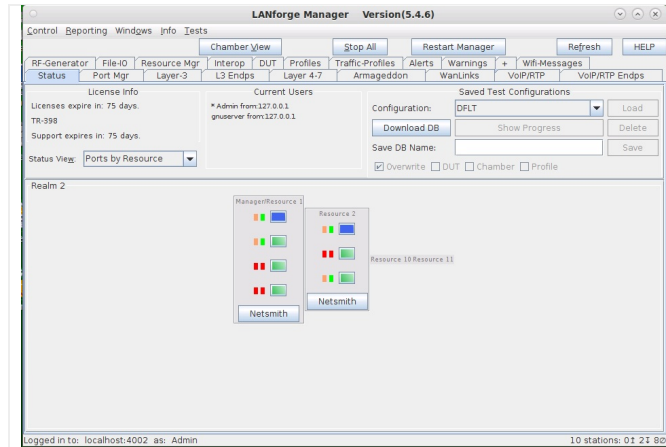 LANforge Manager Version(5.4.6)
Control Reporting Windows Info Tests
Chamber View Stop All Restart Manager Refresh HELP
RF-Generator File-IO Resource Mgr Interop DUT Profiles Traffic-Profiles Alerts Warnings + Wifi-Messages
Status Port Mgr Layer-3 L3 Endps Layer 4-7 Armageddon WanLinks VoIP/RTP VoIP/RTP Endps
License Info
Licenses expire in: 75 days.
TR-398
Support expires in: 75 days.
Status View: Ports by Resource
Current Users
* Admin from:127.0.0.1
gnuserver from:127.0.0.1
Saved Test Configurations
Configuration: DFLT Load
Download DB Show Progress Delete
Save DB Name: Save
Overwrite DUT Chamber Profile
Realm 2
Manager/Resource 1
Netsmith
Resource 2
Netsmith
Resource 10 Resource 11
Logged in to: localhost:4002 as: Admin